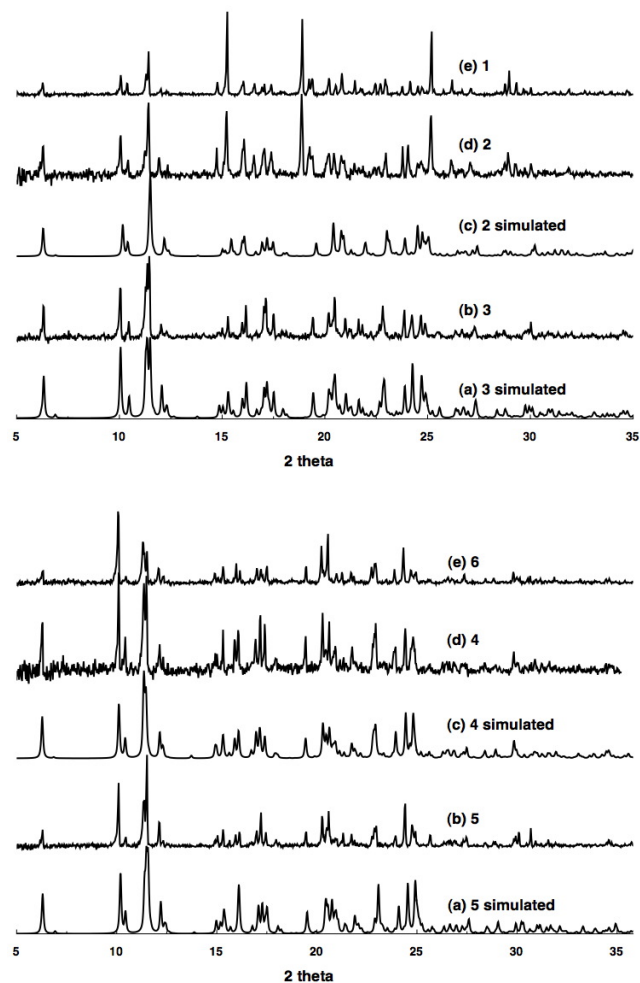 (e) 1
(d) 2
(c) 2 simulated
(b) 3
(a) 3 simulated
5 10 15 20 25 30 35
2 theta
(e) 6
(d) 4
(c) 4 simulated
(b) 5
(a) 5 simulated
5 10 15 20 25 30 35
2 theta